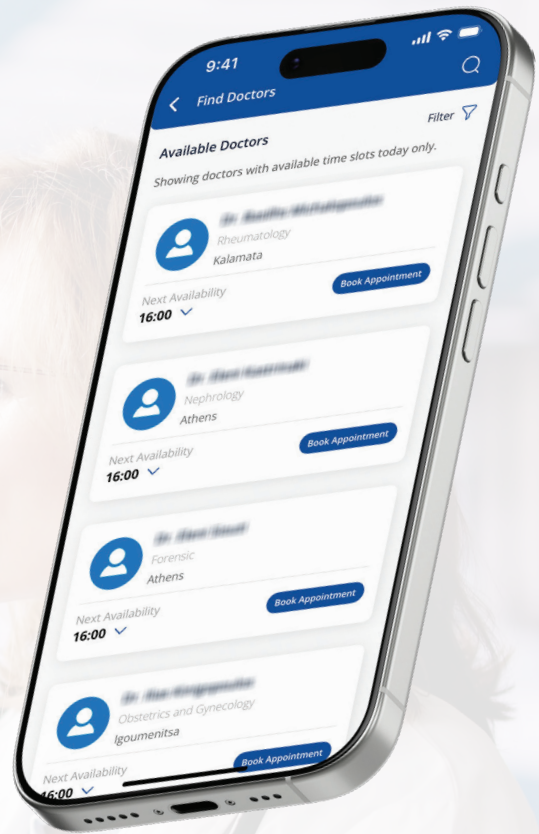 9:41
Find Doctors
Filter
Available Doctors
Showing doctors with available time slots today only.
Rheumatology
Kalamata
Next Availability
16:00
Book Appointment
Nephrology
Athens
Next Availability
16:00
Book Appointment
Forensic
Athens
Next Availability
16:00
Book Appointment
Obstetrics and Gynecology
Igoumenitsa
Next Availability
16:00
Book Appointment